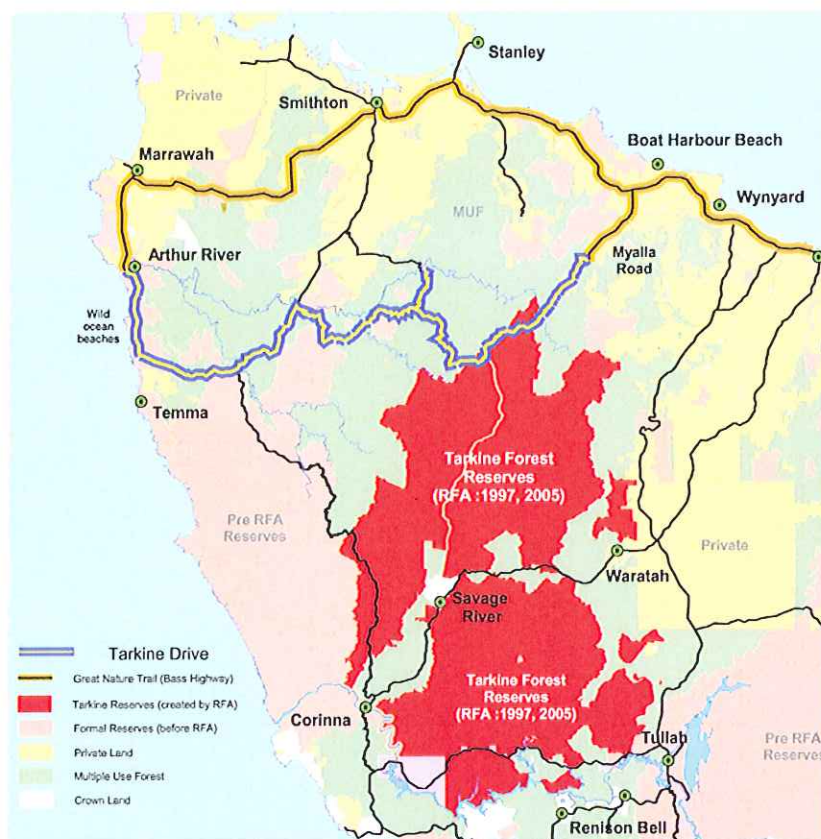 Stanley
Private
Smithton
Boat Harbour Beach
Marrawah
Wynyard
MUF
Arthur River
Myalla
Road
Wild
ocean
beaches
Temma
Tarkine Forest
Reserves
(RFA :1997, 2005)
Pre RFA
Reserves
Private
Waratah
Savage
River
Tarkine Drive
Great Nature Trail (Bass Highway)
Tarkine Reserves (created by RFA)
Formal Reserves (before RFA)
Private Land
Multiple Use Forest
Crown Land
Tarkine Forest
Reserves
(RFA :1997, 2005)
Corinna
Tullah
Pre RFA
Reserves
Renison Bell